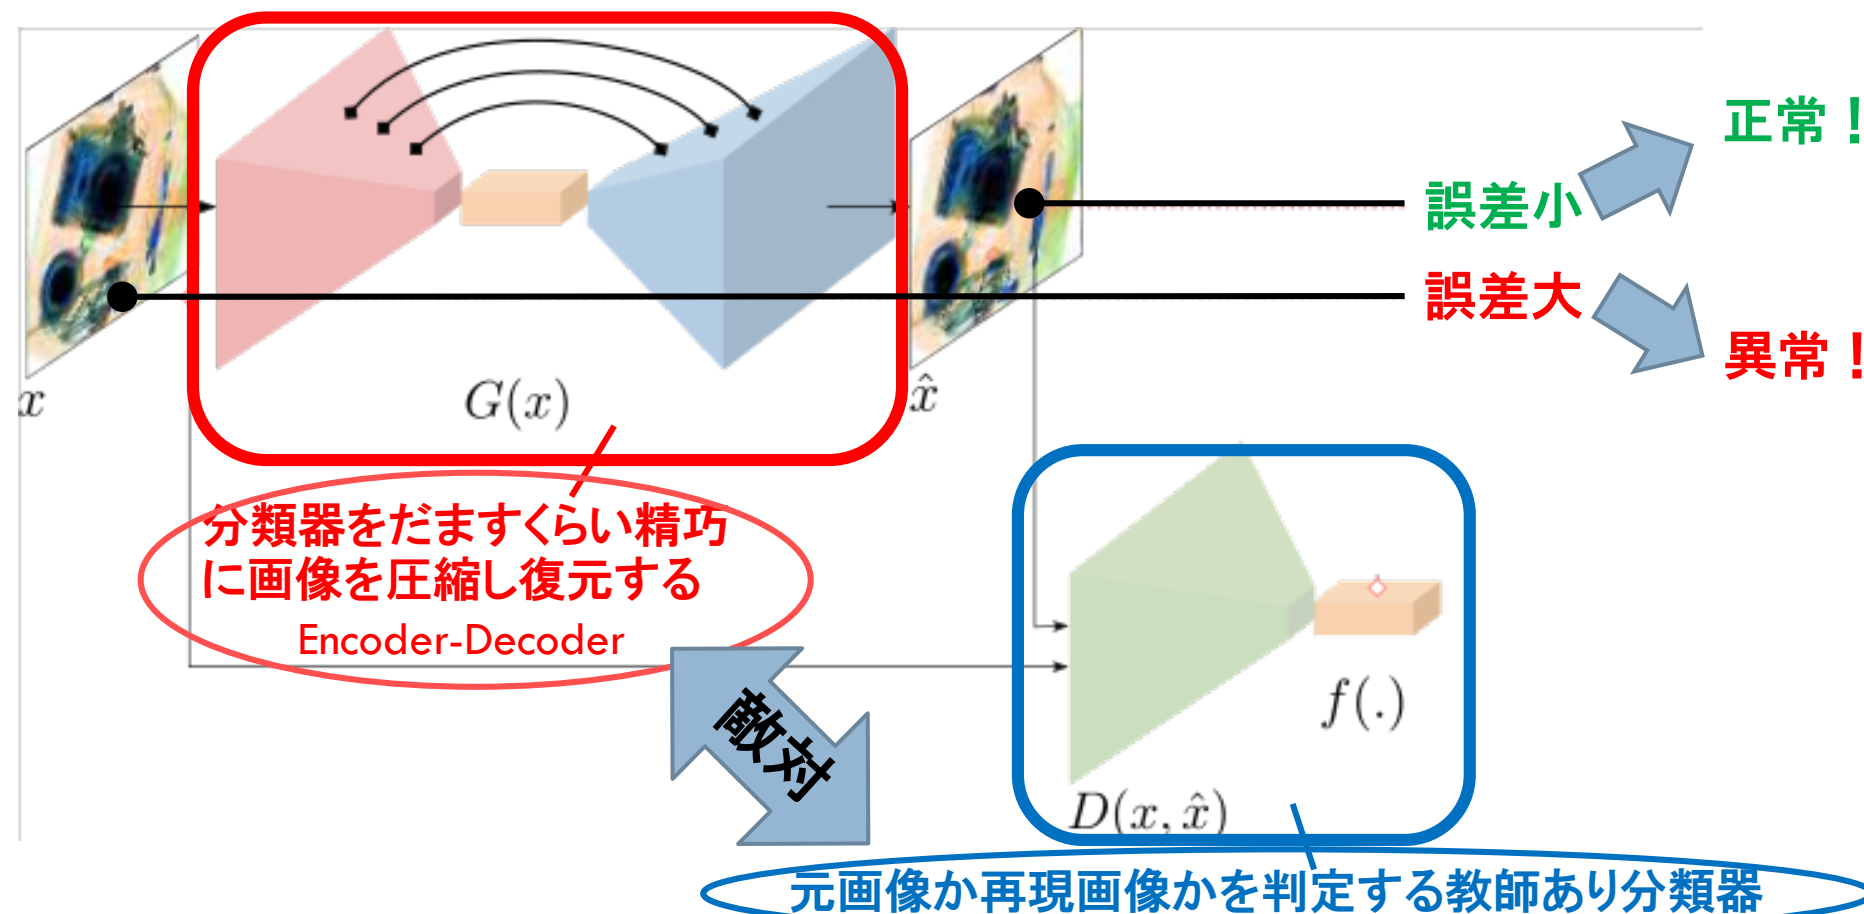 正常！
誤差小
誤差大
異常！
x
G(x)
x̂
分類器をだますくらい精巧
に画像を圧縮し復元する
Encoder-Decoder
敵対
f(.)
D(x, x̂)
元画像か再現画像かを判定する教師あり分類器